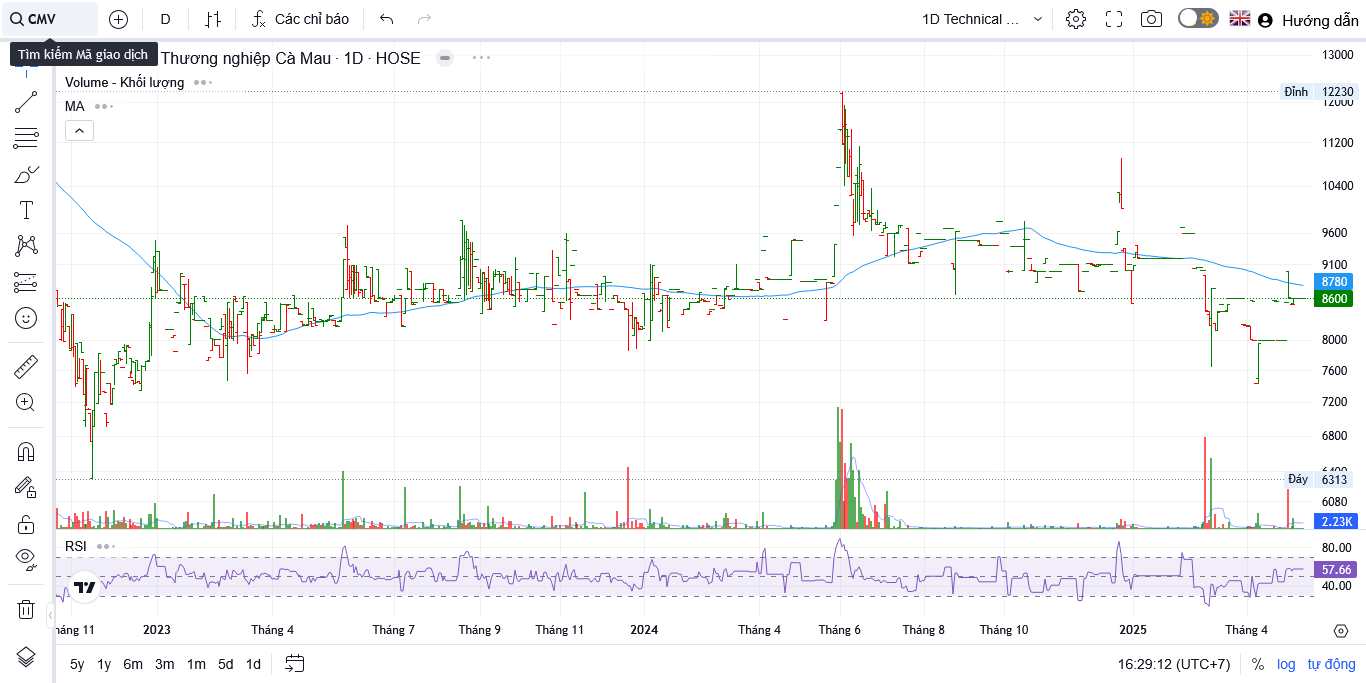 CMV
D
Các chỉ báo
1D Technical ...
Hướng dẫn
Tìm kiếm Mã giao dịch
Thương nghiệp Cà Mau · 1D · HOSE
Volume - Khối lượng
MA
13000
Đỉnh 12230
12000
11200
10400
9600
9100
8780
8600
8000
7600
7200
6800
6400
Đáy 6313
6080
2.23K
RSI
80.00
57.66
40.00
háng 11 2023 Tháng 4 Tháng 7 Tháng 9 Tháng 11 2024 Tháng 4 Tháng 6 Tháng 8 Tháng 10 2025 Tháng 4
5y 1y 6m 3m 1m 5d 1d
16:29:12 (UTC+7) % log tự động